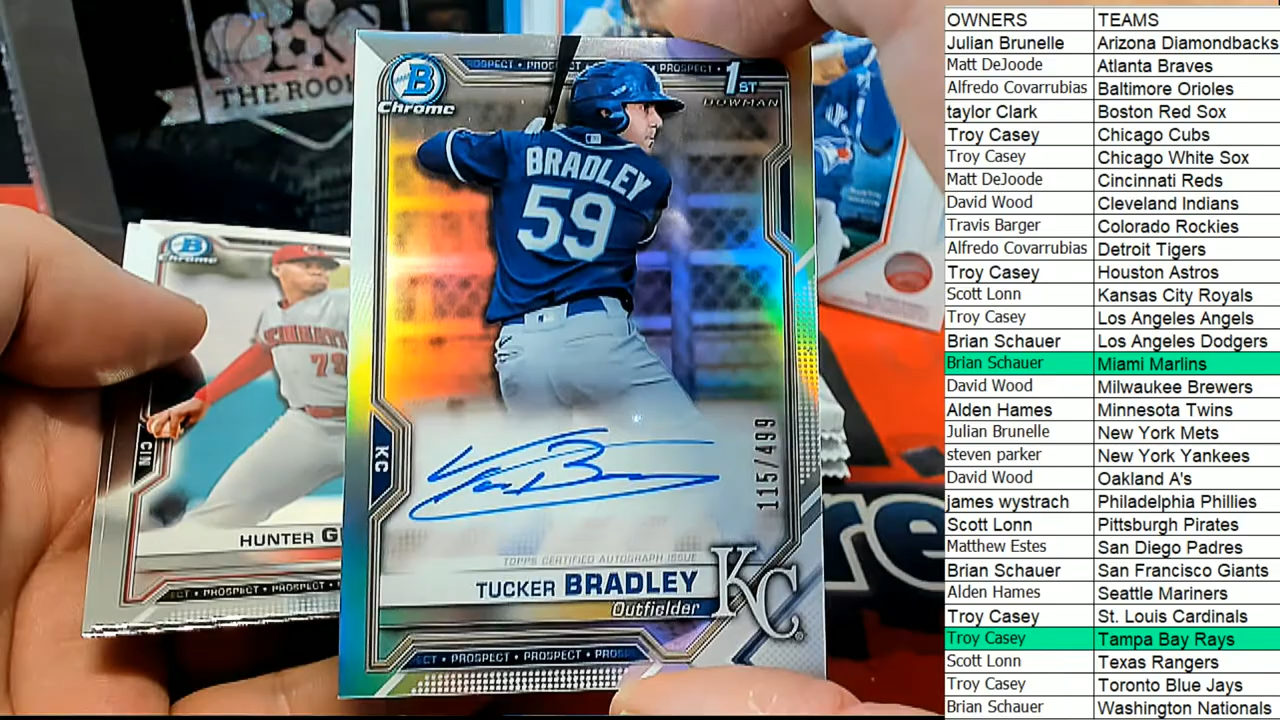 THE ROO
B
Chrome
ROSPECT • PROSPECT •
PROSPECT •
1ST
BOWMAN
BRADLEY
59
KC
115/499
TOPPS CERTIFIED AUTOGRAPH ISSUE
TUCKER BRADLEY
Outfielder
KC
PROSPECT • PROSPECT
B
Chrome
CIN
HUNTER
PROSPECT • PROSPECT
re
OWNERS TEAMS
Julian Brunelle Arizona Diamondbacks
Matt DeJoode Atlanta Braves
Alfredo Covarrubias Baltimore Orioles
taylor Clark Boston Red Sox
Troy Casey Chicago Cubs
Troy Casey Chicago White Sox
Matt DeJoode Cincinnati Reds
David Wood Cleveland Indians
Travis Barger Colorado Rockies
Alfredo Covarrubias Detroit Tigers
Troy Casey Houston Astros
Scott Lonn Kansas City Royals
Troy Casey Los Angeles Angels
Brian Schauer Los Angeles Dodgers
Brian Schauer Miami Marlins
David Wood Milwaukee Brewers
Alden Hames Minnesota Twins
Julian Brunelle New York Mets
steven parker New York Yankees
David Wood Oakland A's
james wystrach Philadelphia Phillies
Scott Lonn Pittsburgh Pirates
Matthew Estes San Diego Padres
Brian Schauer San Francisco Giants
Alden Hames Seattle Mariners
Troy Casey St. Louis Cardinals
Troy Casey Tampa Bay Rays
Scott Lonn Texas Rangers
Troy Casey Toronto Blue Jays
Brian Schauer Washington Nationals